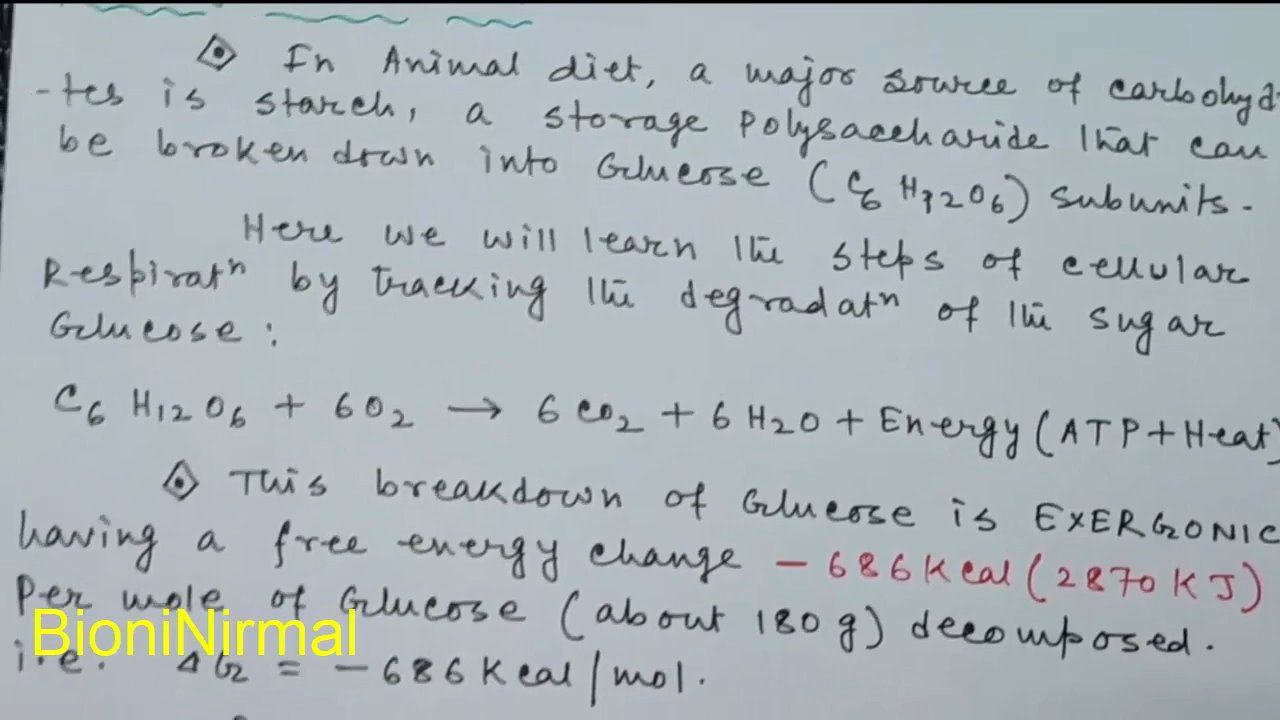 In Animal diet, a major source of carbohyd-
-tes is starch, a storage polysaccharide that can
be broken down into Glucose (C6 H12O6) subunits.
Here we will learn the steps of cellular
Respiratⁿ by tracking the degradatⁿ of the sugar
Glucose :
C6 H12 O6 + 6O2 → 6CO2 + 6H2O + Energy (ATP + Heat)
This breakdown of Glucose is EXERGONIC
having a free energy change - 686 Kcal (2870 KJ)
Per mole of Glucose (about 180 g) decomposed.
BioniNirmal
i.e. ΔG = - 686 Kcal / mol.